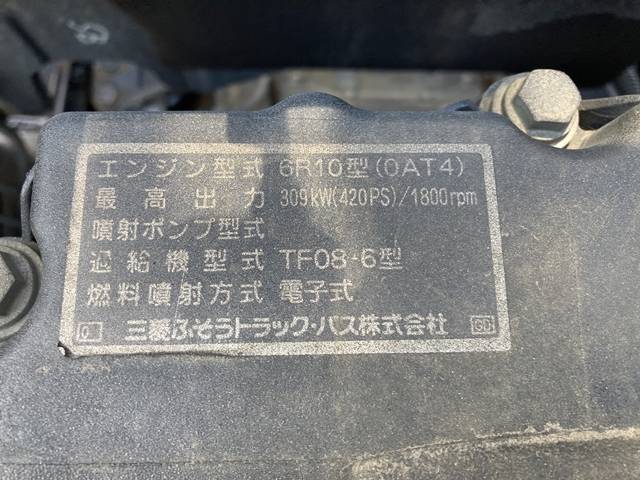 エンジン型式 6R10型(0AT4)
最高出力 309kW(420PS)/1800rpm
噴射ポンプ型式
過給機型式 TF08-6型
燃料噴射方式 電子式
0 三菱ふそうトラック・バス株式会社 GD